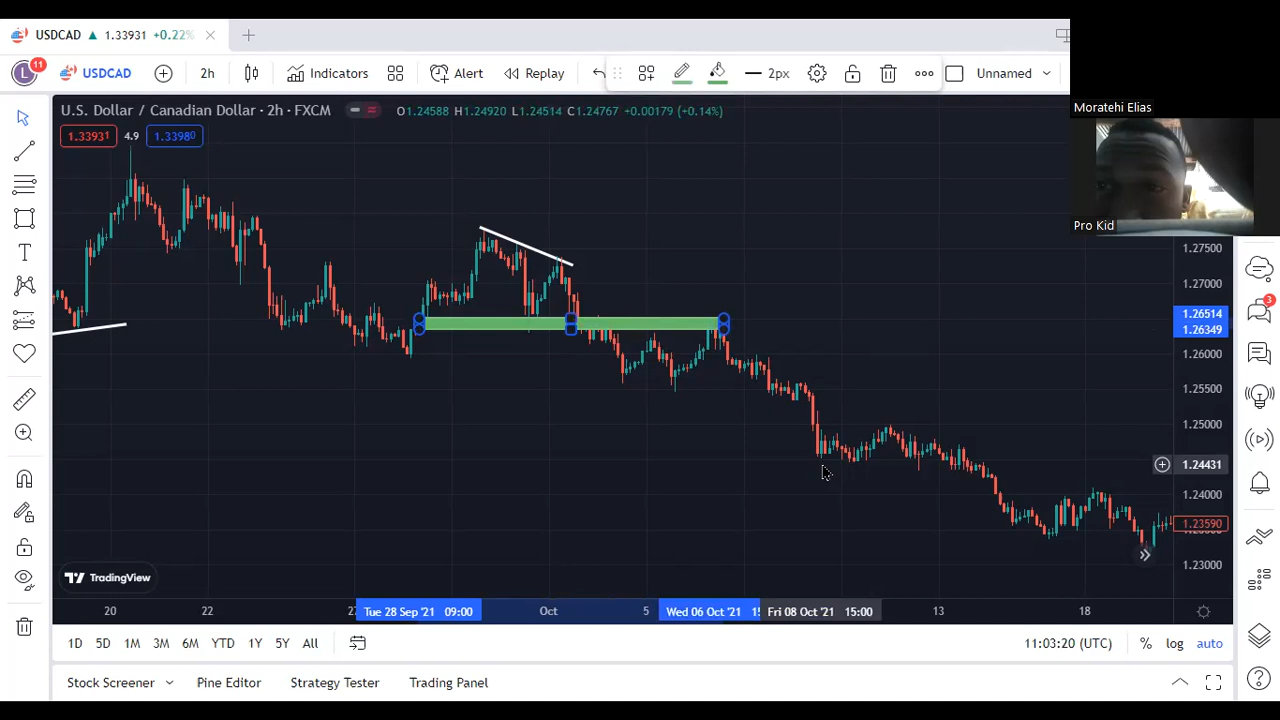 USDCAD ▲ 1.33931 +0.22%
L 11 USDCAD 2h Indicators Alert Replay 2px Unnamed
Moratehi Elias
Pro Kid
U.S. Dollar / Canadian Dollar · 2h · FXCM O1.24588 H1.24920 L1.24514 C1.24767 +0.00179 (+0.14%)
1.33931 4.9 1.33980
1.27500
1.27000
3
1.26514
1.26349
1.26000
1.25500
1.25000
1.24431
1.24000
1.23590
1.23000
TradingView
20 22 Tue 28 Sep '21 09:00 Oct 5 Wed 06 Oct '21 Fri 08 Oct '21 15:00 13 18
1D 5D 1M 3M 6M YTD 1Y 5Y All 11:03:20 (UTC) % log auto
Stock Screener Pine Editor Strategy Tester Trading Panel